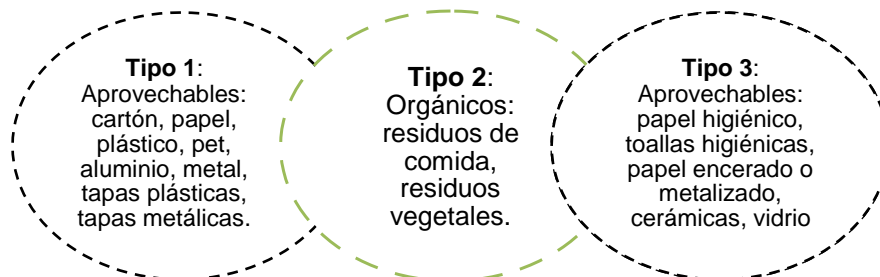 Tipo 1:
Aprovechables:
cartón, papel,
plástico, pet,
aluminio, metal,
tapas plásticas,
tapas metálicas.
Tipo 2:
Orgánicos:
residuos de
comida,
residuos
vegetales.
Tipo 3:
Aprovechables:
papel higiénico,
toallas higiénicas,
papel encerado o
metalizado,
cerámicas, vidrio